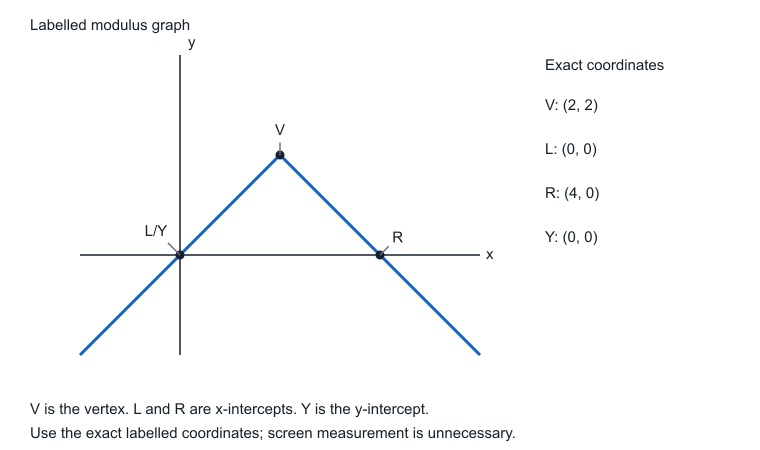 Labelled modulus graph
y
Exact coordinates
V: (2, 2)
V
L: (0, 0)
R: (4, 0)
L/Y
R
Y: (0, 0)
x
V is the vertex. L and R are x-intercepts. Y is the y-intercept.
Use the exact labelled coordinates; screen measurement is unnecessary.